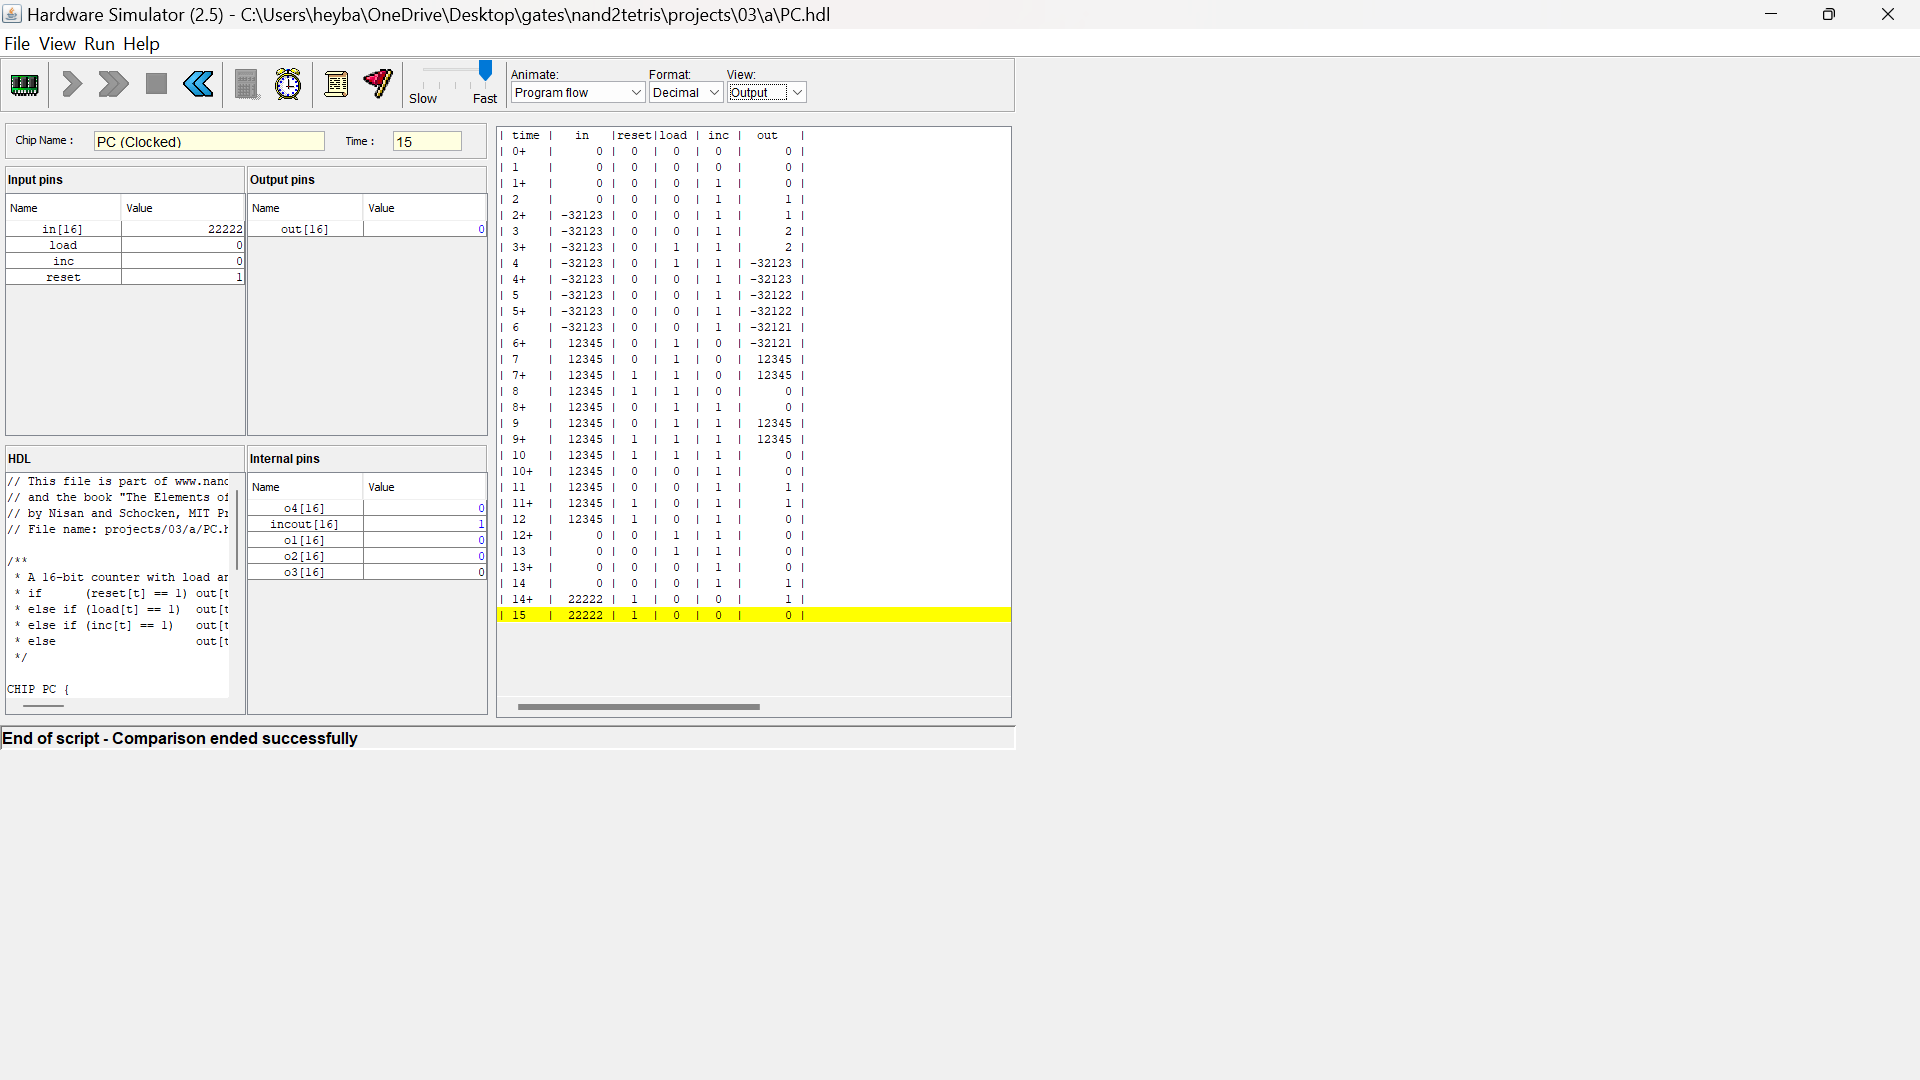 Hardware Simulator (2.5) - C:\Users\heyba\OneDrive\Desktop\gates\nand2tetris\projects\03\a\PC.hdl
File View Run Help
Slow Fast
Animate: Format: View:
Program flow Decimal Output
Chip Name : PC (Clocked) Time : 15
Input pins
Name Value
in[16] 22222
load 0
inc 0
reset 1
Output pins
Name Value
out[16] 0
HDL
// This file is part of www.nand
// and the book "The Elements of
// by Nisan and Schocken, MIT Pr
// File name: projects/03/a/PC.h
/**
* A 16-bit counter with load an
* if (reset[t] == 1) out[t
* else if (load[t] == 1) out[t
* else if (inc[t] == 1) out[t
* else out[t
*/
CHIP PC {
Internal pins
Name Value
o4[16] 0
incout[16] 1
o1[16] 0
o2[16] 0
o3[16] 0
| time | in |reset|load | inc | out |
| 0+ | 0| 0 | 0 | 0 | 0 |
| 1 | 0| 0 | 0 | 0 | 0 |
| 1+ | 0| 0 | 0 | 1 | 0 |
| 2 | 0| 0 | 0 | 1 | 1 |
| 2+ | -32123 | 0 | 0 | 1 | 1 |
| 3 | -32123 | 0 | 0 | 1 | 2 |
| 3+ | -32123 | 0 | 1 | 1 | 2 |
| 4 | -32123 | 0 | 1 | 1 | -32123 |
| 4+ | -32123 | 0 | 0 | 1 | -32123 |
| 5 | -32123 | 0 | 0 | 1 | -32122 |
| 5+ | -32123 | 0 | 0 | 1 | -32122 |
| 6 | -32123 | 0 | 0 | 1 | -32121 |
| 6+ | 12345 | 0 | 1 | 0 | -32121 |
| 7 | 12345 | 0 | 1 | 0 | 12345 |
| 7+ | 12345 | 1 | 1 | 0 | 12345 |
| 8 | 12345 | 1 | 1 | 0 | 0 |
| 8+ | 12345 | 0 | 1 | 1 | 0 |
| 9 | 12345 | 0 | 1 | 1 | 12345 |
| 9+ | 12345 | 1 | 1 | 1 | 12345 |
| 10 | 12345 | 1 | 1 | 1 | 0 |
| 10+ | 12345 | 0 | 0 | 1 | 0 |
| 11 | 12345 | 0 | 0 | 1 | 1 |
| 11+ | 12345 | 1 | 0 | 1 | 1 |
| 12 | 12345 | 1 | 0 | 1 | 0 |
| 12+ | 0| 0 | 1 | 1 | 0 |
| 13 | 0| 0 | 1 | 1 | 0 |
| 13+ | 0| 0 | 0 | 1 | 0 |
| 14 | 0| 0 | 0 | 1 | 1 |
| 14+ | 22222 | 1 | 0 | 0 | 1 |
| 15 | 22222 | 1 | 0 | 0 | 0 |
End of script - Comparison ended successfully